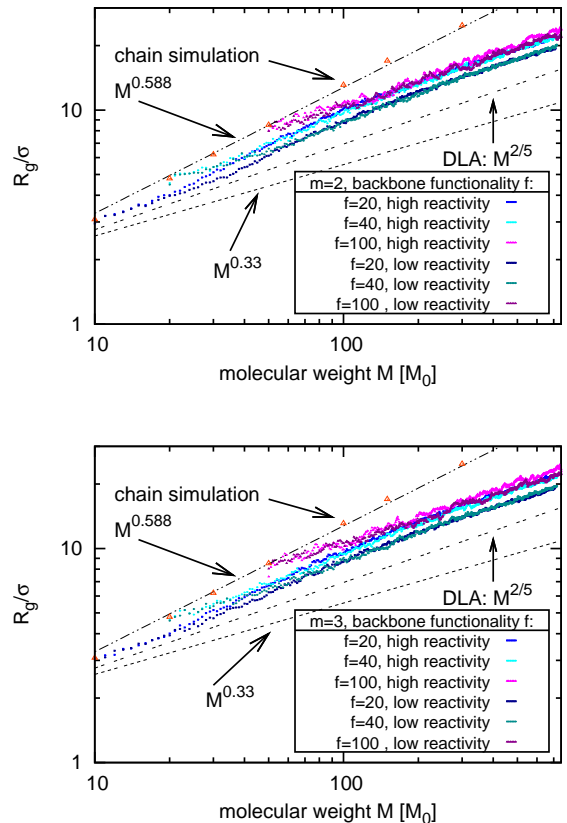 10
1
R_g/σ
chain simulation
M^0.588
M^0.33
DLA: M^2/5
m=2, backbone functionality f:
f=20, high reactivity
f=40, high reactivity
f=100, high reactivity
f=20, low reactivity
f=40, low reactivity
f=100 , low reactivity
10
100
molecular weight M [M_0]
10
1
R_g/σ
chain simulation
M^0.588
M^0.33
DLA: M^2/5
m=3, backbone functionality f:
f=20, high reactivity
f=40, high reactivity
f=100, high reactivity
f=20, low reactivity
f=40, low reactivity
f=100 , low reactivity
10
100
molecular weight M [M_0]